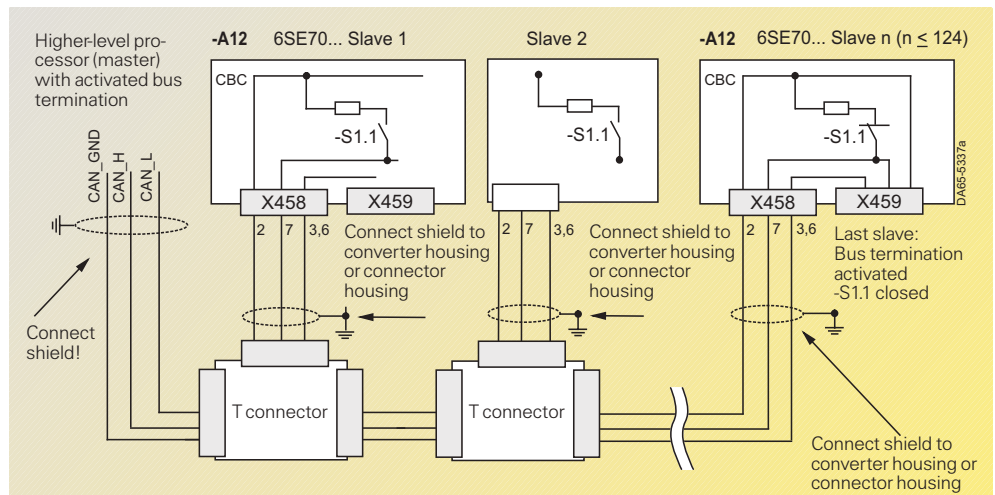 Higher-level pro-
cessor (master)
with activated bus
termination
-A12 6SE70... Slave 1
Slave 2
-A12 6SE70... Slave n (n ≤ 124)
CBC
-S1.1
-S1.1
CBC
-S1.1
CAN_GND
CAN_H
CAN_L
DA65-5337a
X458
X459
X458
X459
2
7
3,6
Connect shield to
converter housing
or connector
housing
2
7
3,6
Connect shield to
converter housing
or connector
housing
2
7
3,6
Last slave:
Bus termination
activated
-S1.1 closed
Connect
shield!
T connector
T connector
Connect shield to
converter housing or
connector housing